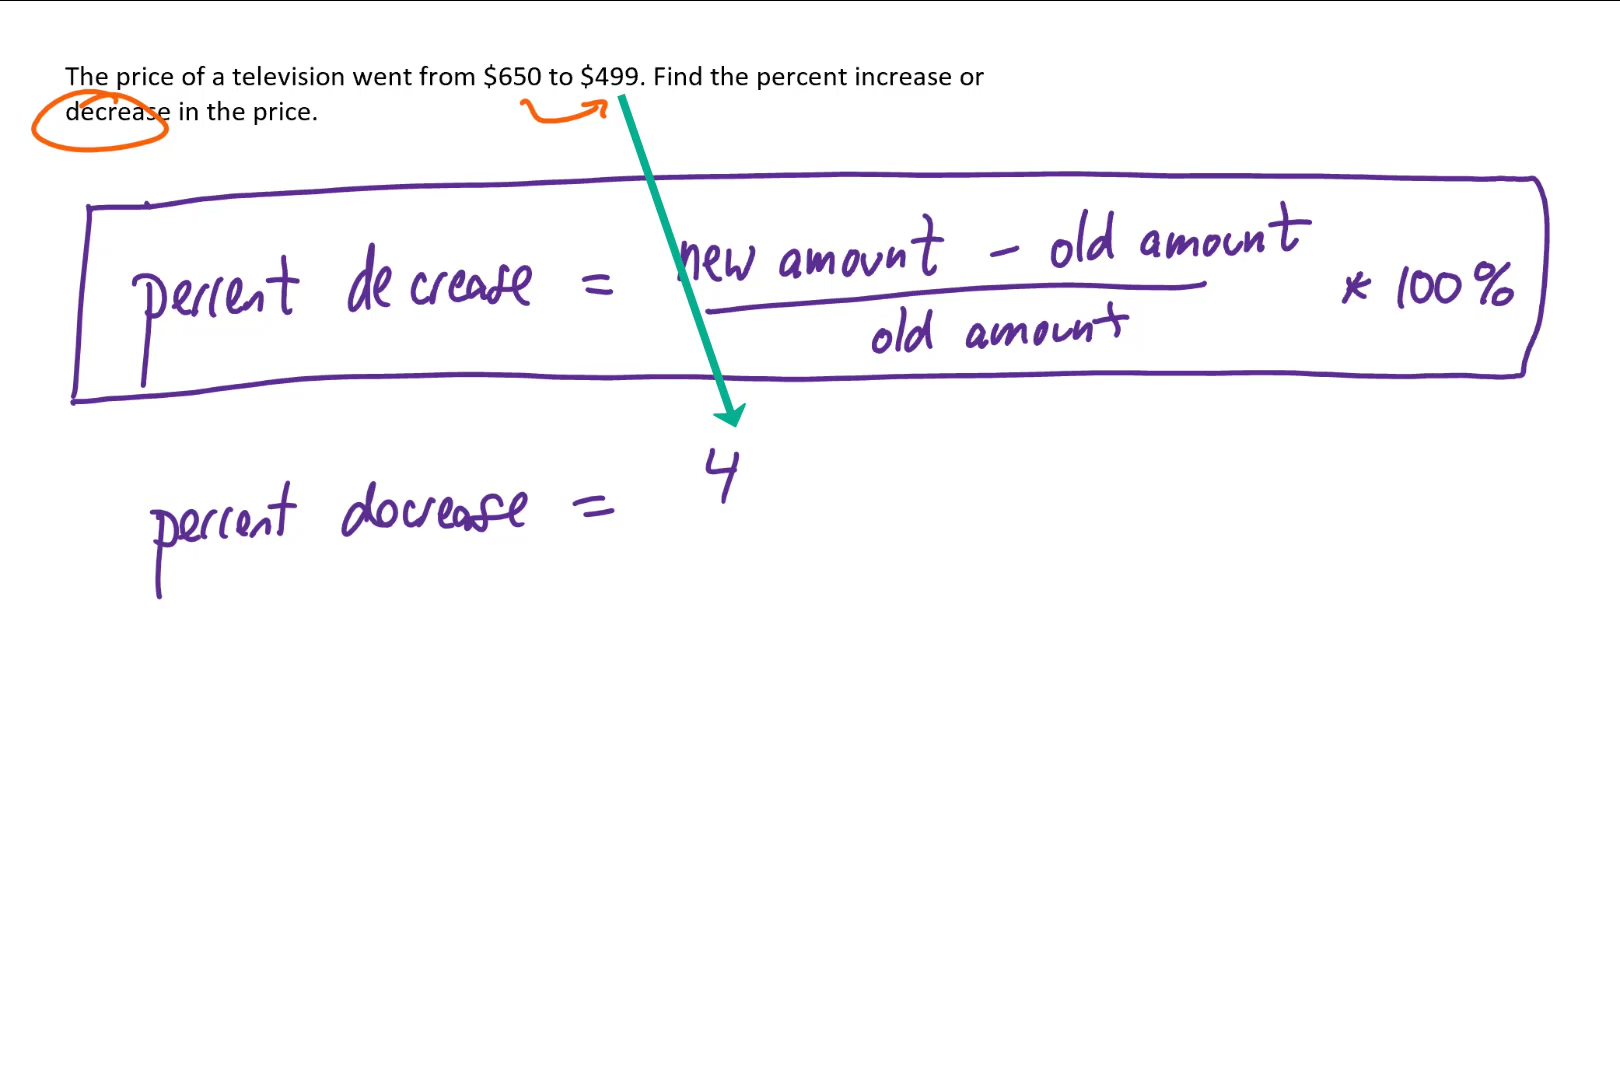 The price of a television went from $650 to $499. Find the percent increase or
decrease in the price.
percent decrease = new amount - old amount * 100%
old amount
percent decrease = 4